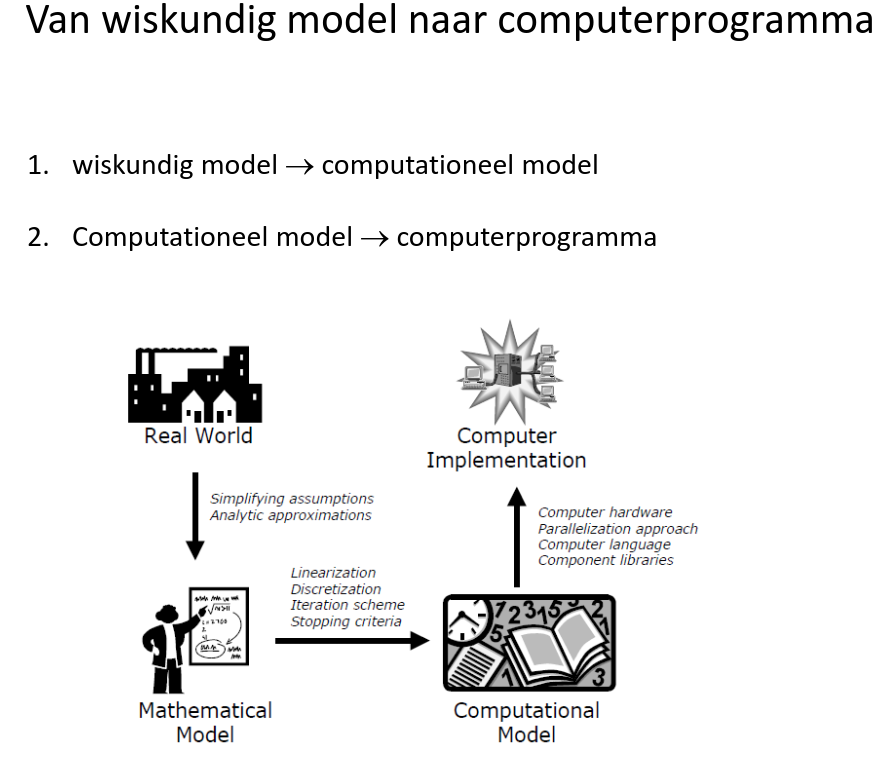 Van wiskundig model naar computerprogramma
1. wiskundig model → computationeel model
2. Computationeel model → computerprogramma
Real World
Computer
Implementation
Simplifying assumptions
Analytic approximations
Computer hardware
Parallelization approach
Computer language
Component libraries
Linearization
Discretization
Iteration scheme
Stopping criteria
Mathematical
Model
Computational
Model